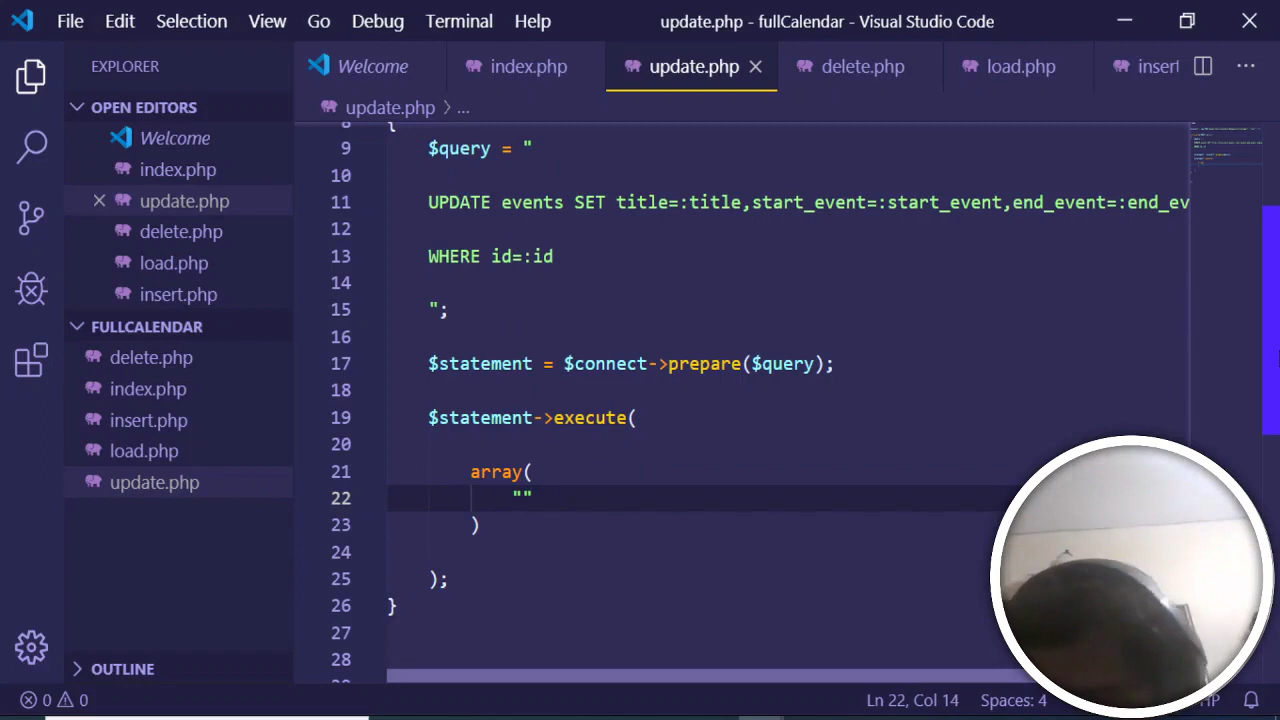 File Edit Selection View Go Debug Terminal Help update.php - fullCalendar - Visual Studio Code
EXPLORER
Welcome index.php update.php delete.php load.php insert
OPEN EDITORS
Welcome
index.php
update.php
delete.php
load.php
insert.php
FULLCALENDAR
delete.php
index.php
insert.php
load.php
update.php
OUTLINE
update.php > ...
8 {
9 $query = "
10
11 UPDATE events SET title=:title,start_event=:start_event,end_event=:end_ev
12
13 WHERE id=:id
14
15 ";
16
17 $statement = $connect->prepare($query);
18
19 $statement->execute(
20
21 array(
22 ""
23 )
24
25 );
26 }
27
28
0 0 Ln 22, Col 14 Spaces: 4 HP